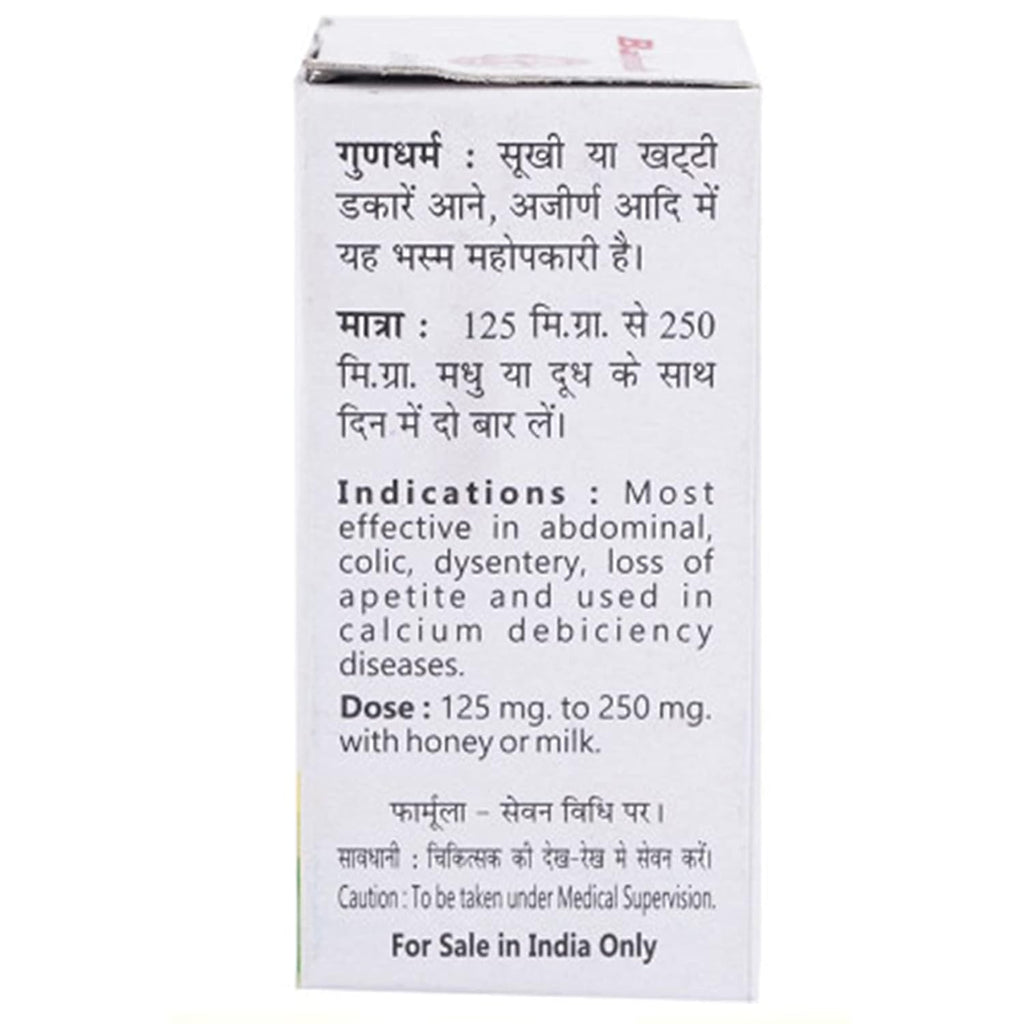 गुणधर्म : सूखी या खट्टी
डकारें आने, अजीर्ण आदि में
यह भस्म महोपकारी है।
मात्रा : 125 मि.ग्रा. से 250
मि.ग्रा. मधु या दूध के साथ
दिन में दो बार लें।
Indications : Most
effective in abdominal,
colic, dysentery, loss of
apetite and used in
calcium debiciency
diseases.
Dose : 125 mg. to 250 mg.
with honey or milk.
फार्मूला - सेवन विधि पर।
सावधानी : चिकित्सक की देख-रेख मे सेवन करें।
Caution : To be taken under Medical Supervision.
For Sale in India Only